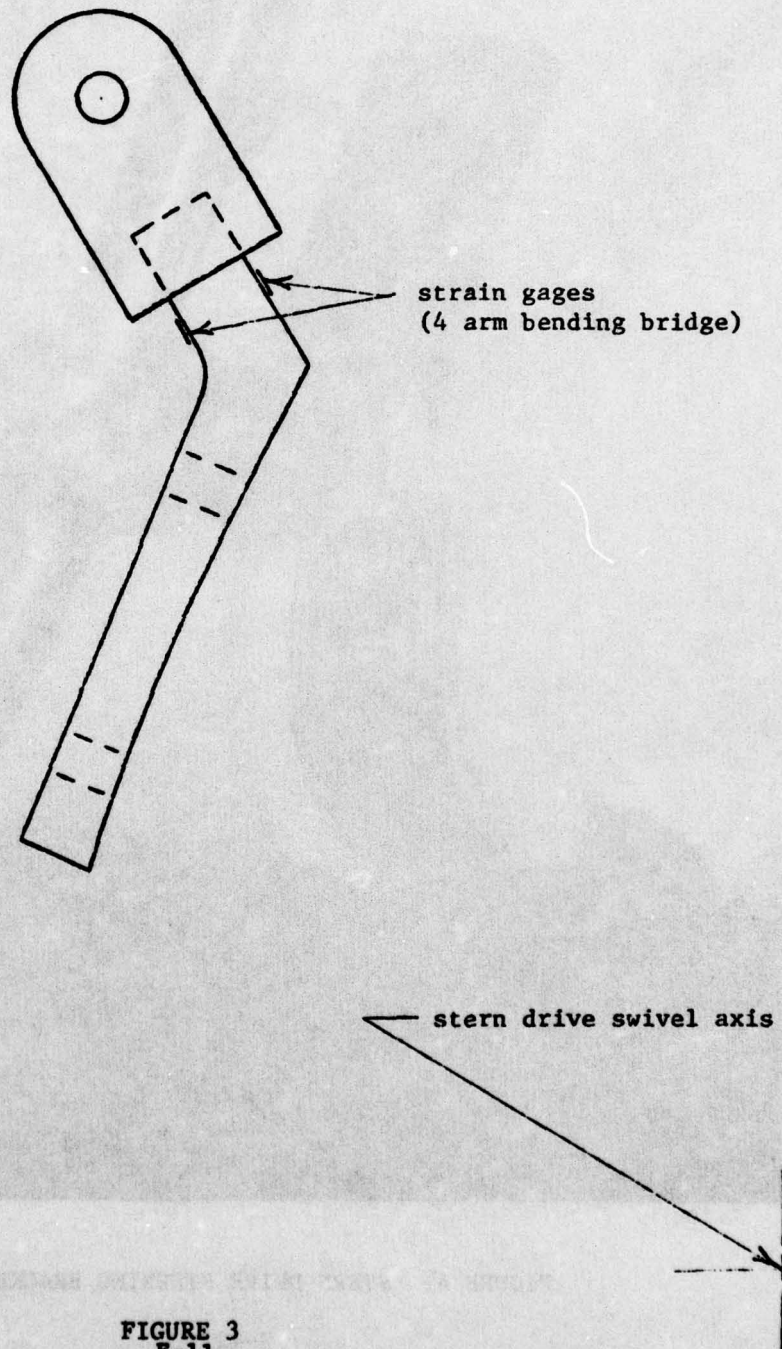 strain gages
(4 arm bending bridge)
stern drive swivel axis
FIGURE 3